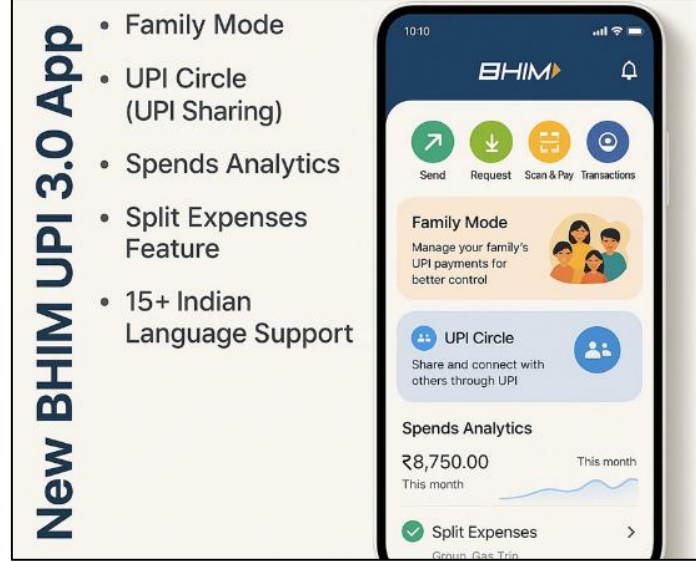 New BHIM UPI 3.0 App
• Family Mode
• UPI Circle
(UPI Sharing)
• Spends Analytics
• Split Expenses
Feature
• 15+ Indian
Language Support
10:10
BHIM
Send Request Scan & Pay Transactions
Family Mode
Manage your family's
UPI payments for
better control
UPI Circle
Share and connect with
others through UPI
Spends Analytics
₹8,750.00 This month
This month
Split Expenses
Group Gas Trip